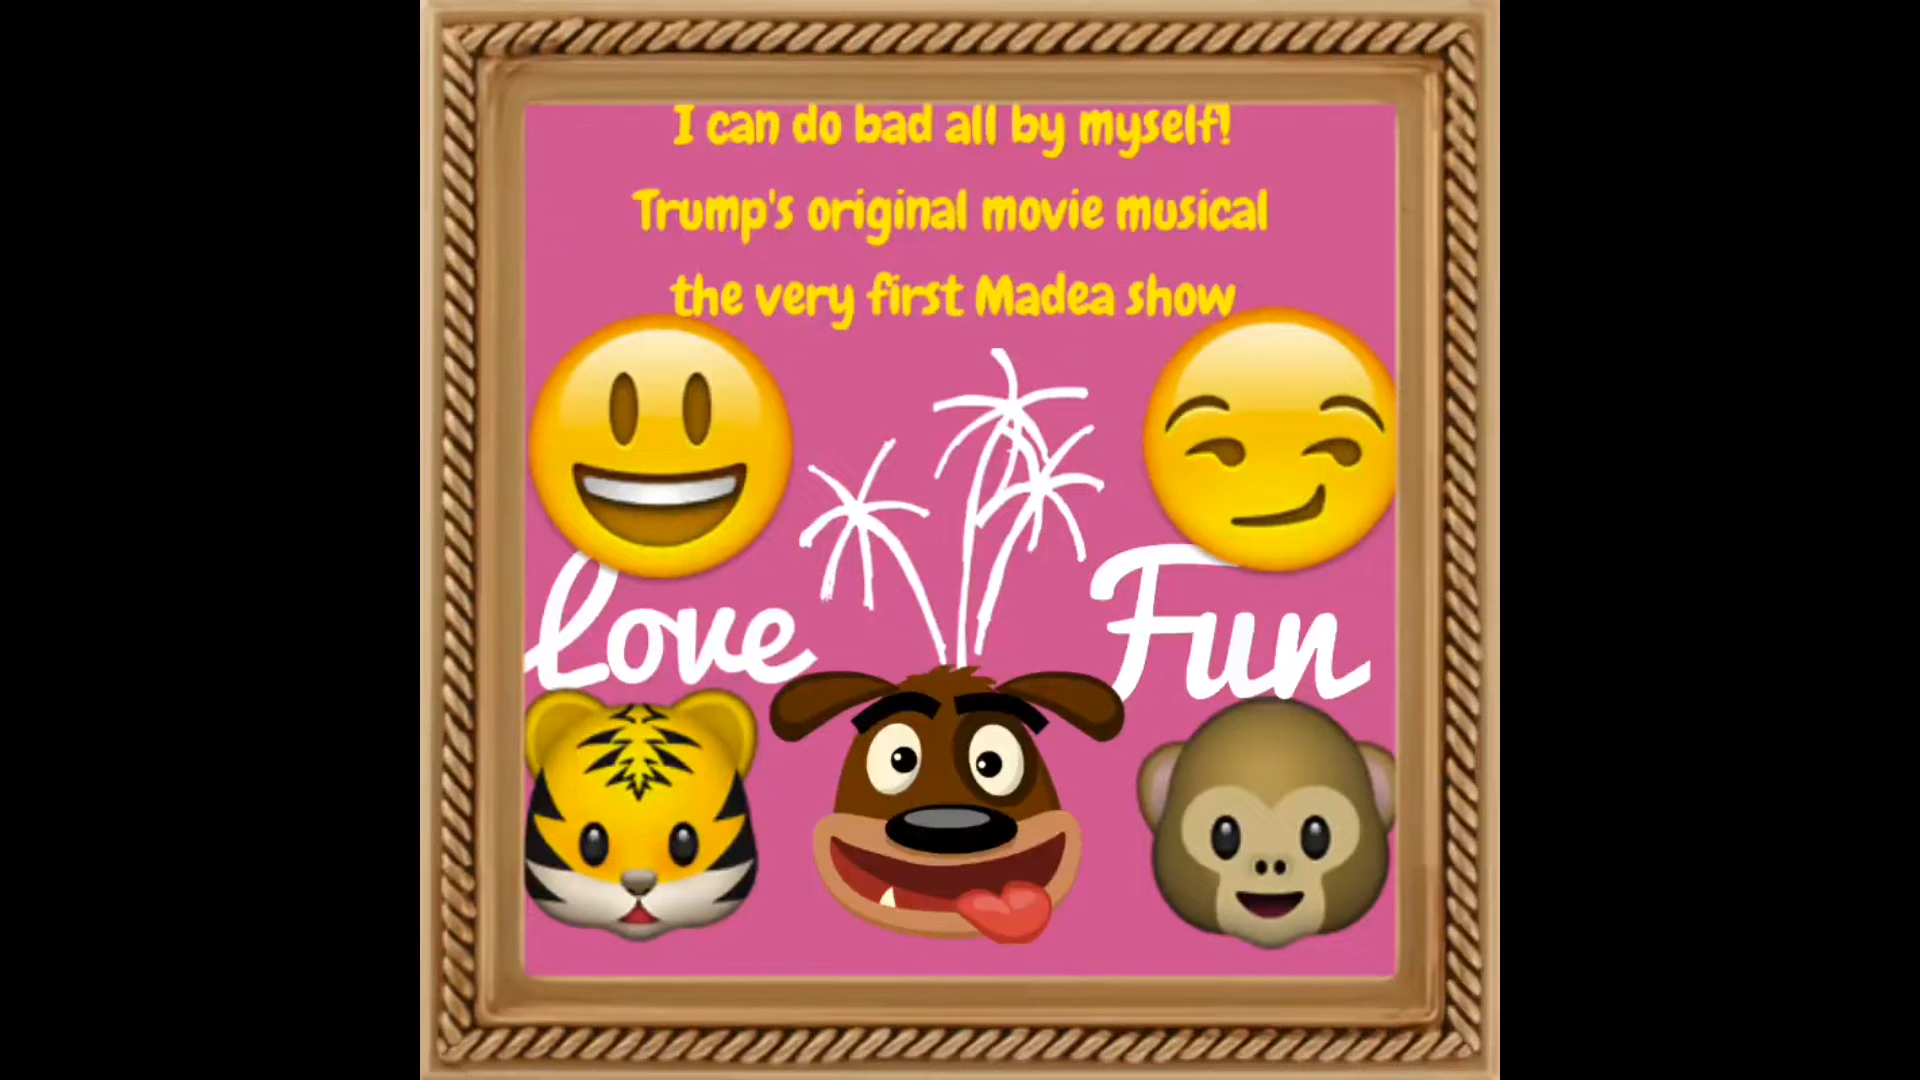 I can do bad all by myself!
Trump's original movie musical
the very first Madea show
Love
Fun